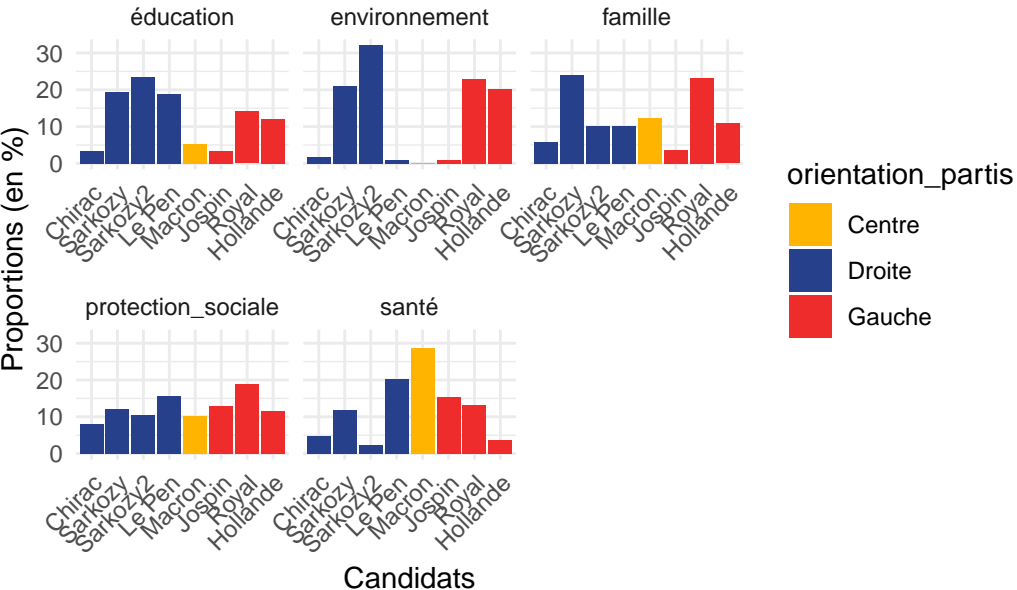 éducation
environnement
famille
30
20
10
0
Chirac
Sarkozy
Sarkozy2
Le Pen
Macron
Jospin
Royal
Hollande
Chirac
Sarkozy
Sarkozy2
Le Pen
Macron
Jospin
Royal
Hollande
Chirac
Sarkozy
Sarkozy2
Le Pen
Macron
Jospin
Royal
Hollande
protection_sociale
santé
30
20
10
0
Chirac
Sarkozy
Sarkozy2
Le Pen
Macron
Jospin
Royal
Hollande
Chirac
Sarkozy
Sarkozy2
Le Pen
Macron
Jospin
Royal
Hollande
Proportions (en %)
Candidats
orientation_partis
Centre
Droite
Gauche